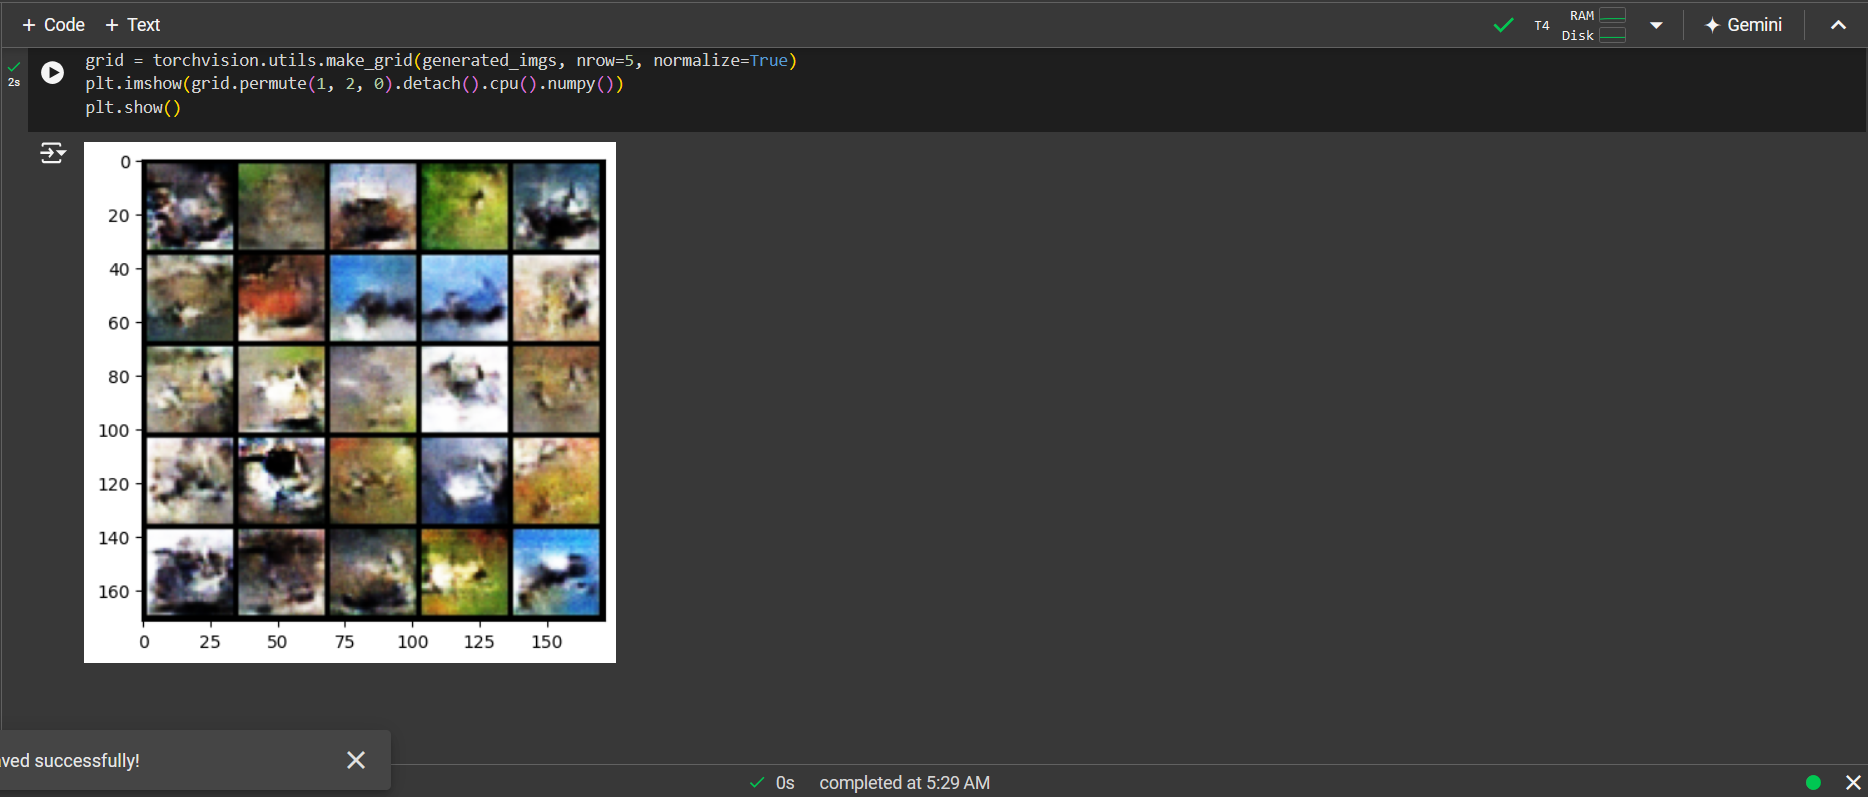 + Code + Text
T4 RAM Disk Gemini
2s
grid = torchvision.utils.make_grid(generated_imgs, nrow=5, normalize=True)
plt.imshow(grid.permute(1, 2, 0).detach().cpu().numpy())
plt.show()
0
20
40
60
80
100
120
140
160
0 25 50 75 100 125 150
ved successfully!
0s completed at 5:29 AM